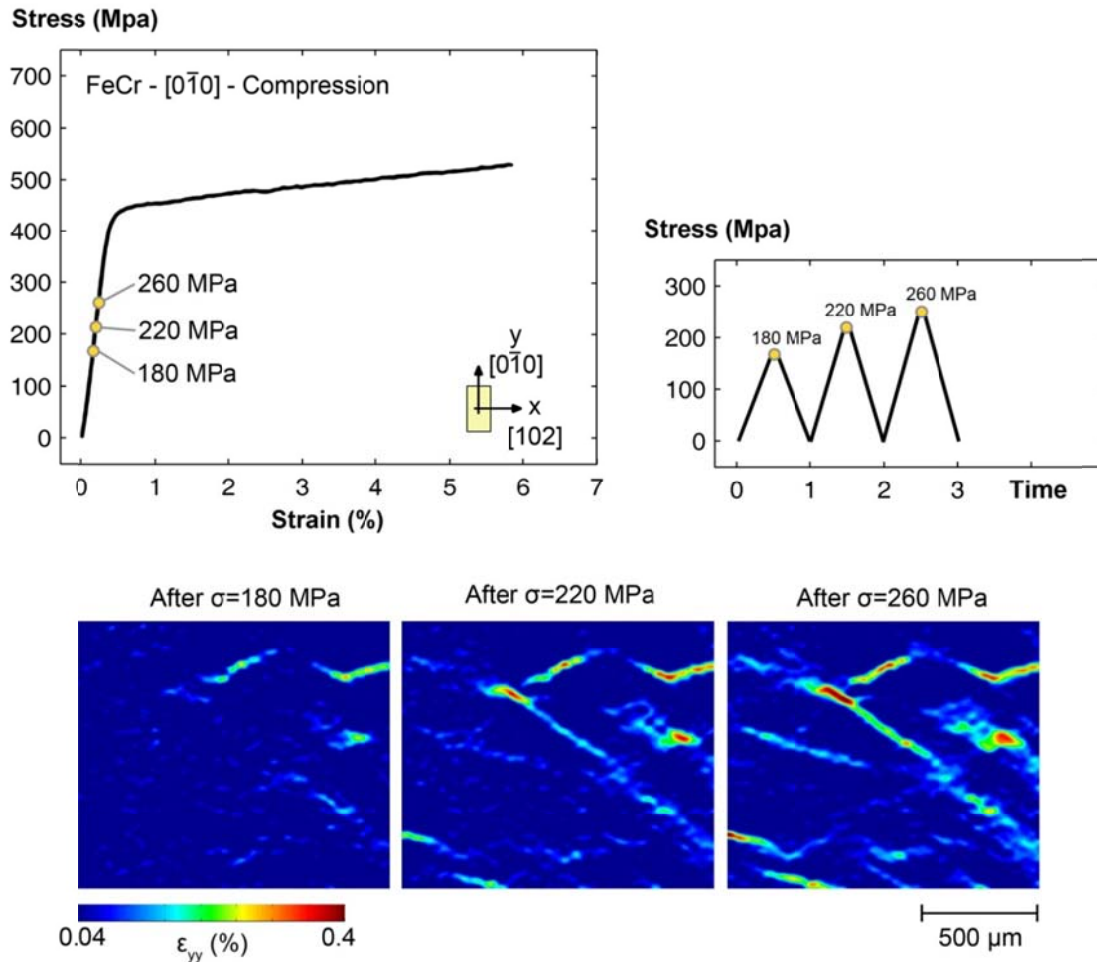 Stress (Mpa)
700
600
500
400
300
200
100
0
FeCr - [01̄0] - Compression
260 MPa
220 MPa
180 MPa
y
[01̄0]
x
[102]
0 1 2 3 4 5 6 7
Strain (%)
Stress (Mpa)
300
200
100
0
180 MPa
220 MPa
260 MPa
0 1 2 3 Time
After σ=180 MPa
After σ=220 MPa
After σ=260 MPa
0.04 εyy (%) 0.4
500 µm